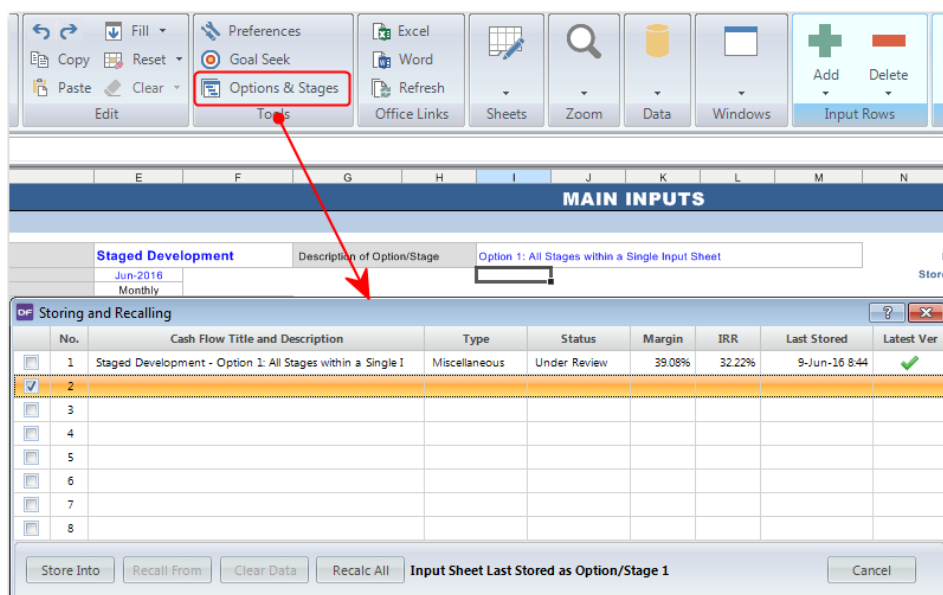 Fill Preferences Excel
Copy Reset Goal Seek Word Add Delete
Paste Clear Options & Stages Refresh
Edit Tools Office Links Sheets Zoom Data Windows Input Rows
E F G H I J K L M N
MAIN INPUTS
Staged Development Description of Option/Stage Option 1: All Stages within a Single Input Sheet
Jun-2016 Stor
Monthly
DF Storing and Recalling ? X
No. Cash Flow Title and Description Type Status Margin IRR Last Stored Latest Ver
1 Staged Development - Option 1: All Stages within a Single I Miscellaneous Under Review 39.08% 32.22% 9-Jun-16 8:44
2
3
4
5
6
7
8
Store Into Recall From Clear Data Recalc All Input Sheet Last Stored as Option/Stage 1 Cancel